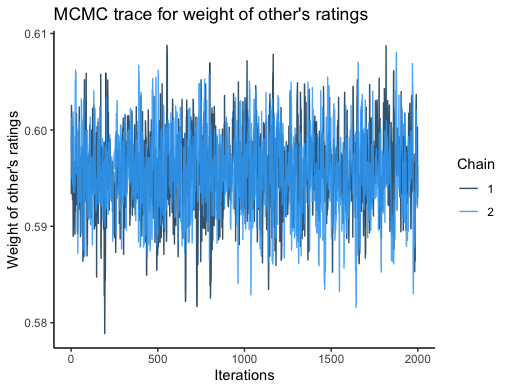 MCMC trace for weight of other's ratings
0.61
0.60
0.59
0.58
Weight of other's ratings
0
500
1000
1500
2000
Iterations
Chain
1
2